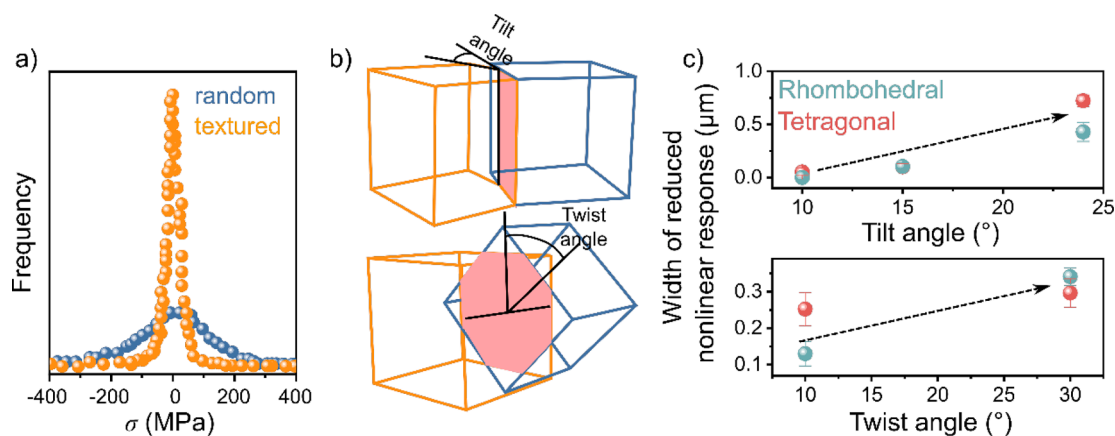 a)
random
textured
Frequency
-400 -200 0 200 400
σ (MPa)
b)
Tilt
angle
Twist
angle
c)
Width of reduced
nonlinear response (μm)
1.0
0.5
0.0
Rhombohedral
Tetragonal
10 15 20 25
Tilt angle (°)
0.3
0.2
0.1
10 15 20 25 30
Twist angle (°)